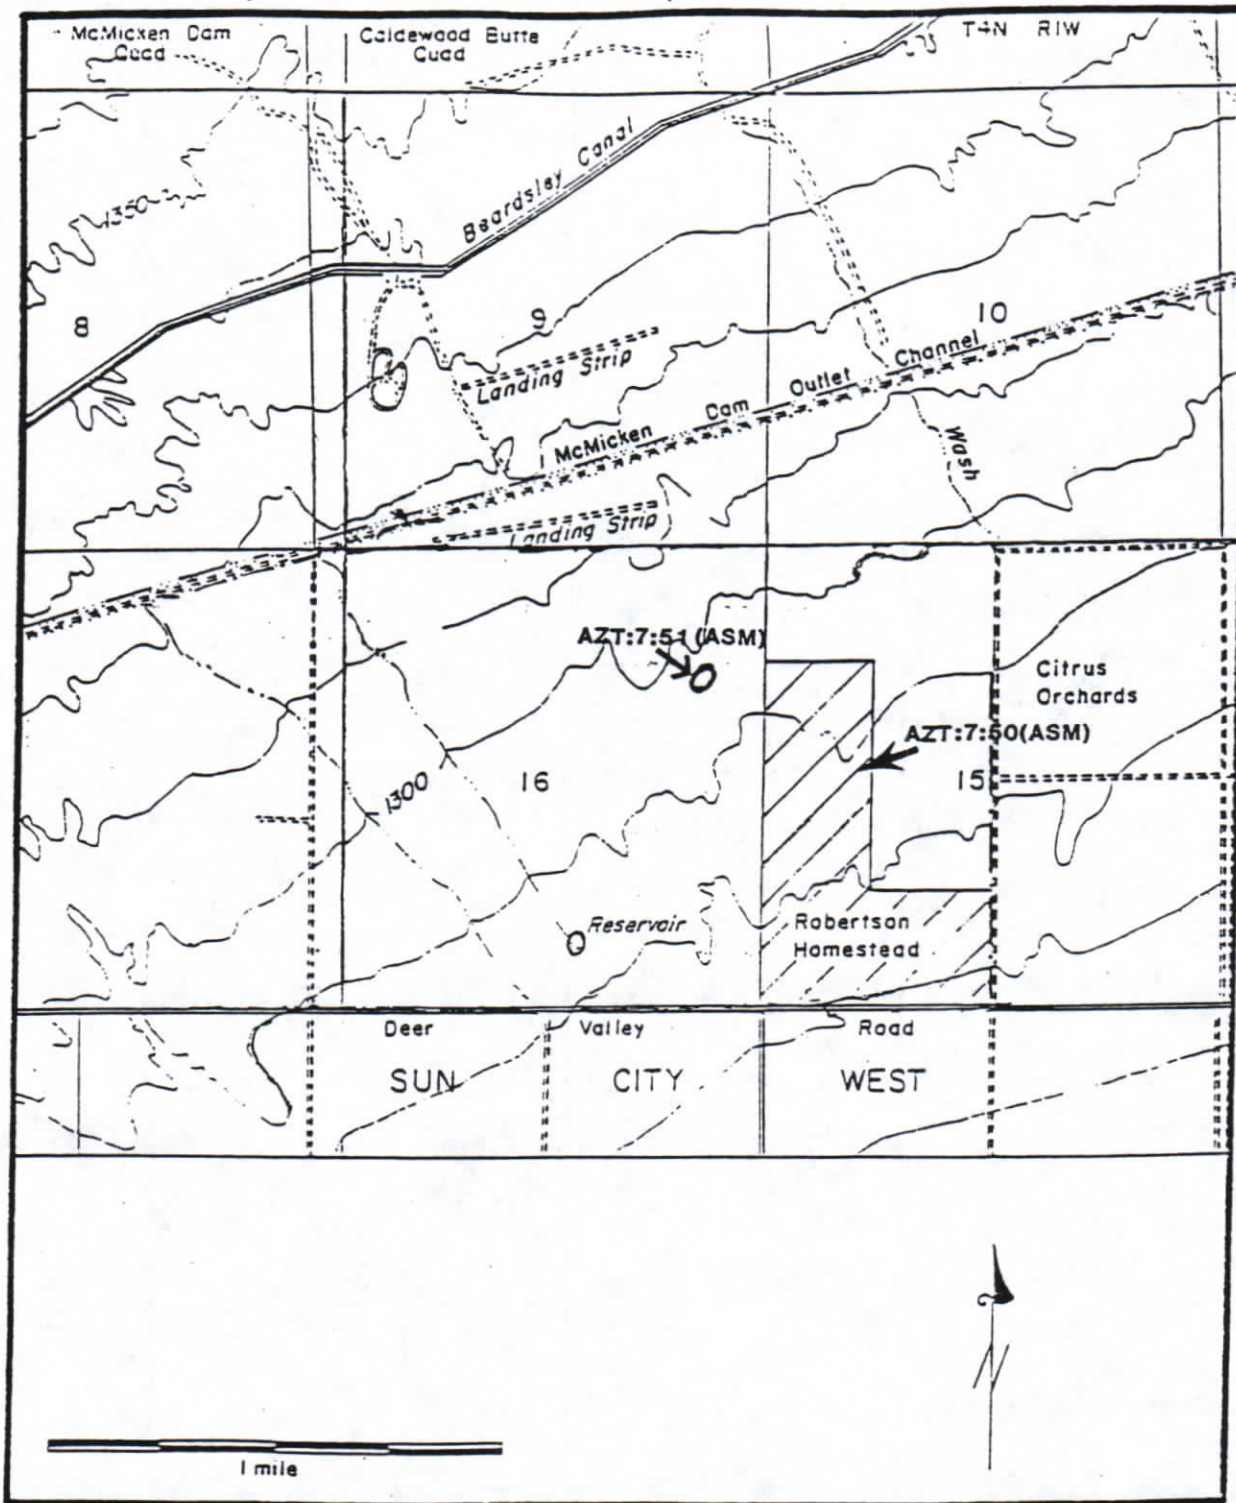 McMicken Dam
Cuad
Caldewood Butte
Cuad
T4N R1W
Beardsley Canal
1350
8
9
10
Landing Strip
McMicken Dam Outlet Channel
Wash
Landing Strip
AZT:7:51(ASM)
Citrus
Orchards
AZT:7:50(ASM)
16
15
1300
Reservoir
Robertson
Homestead
Deer Valley Road
SUN CITY WEST
1 mile